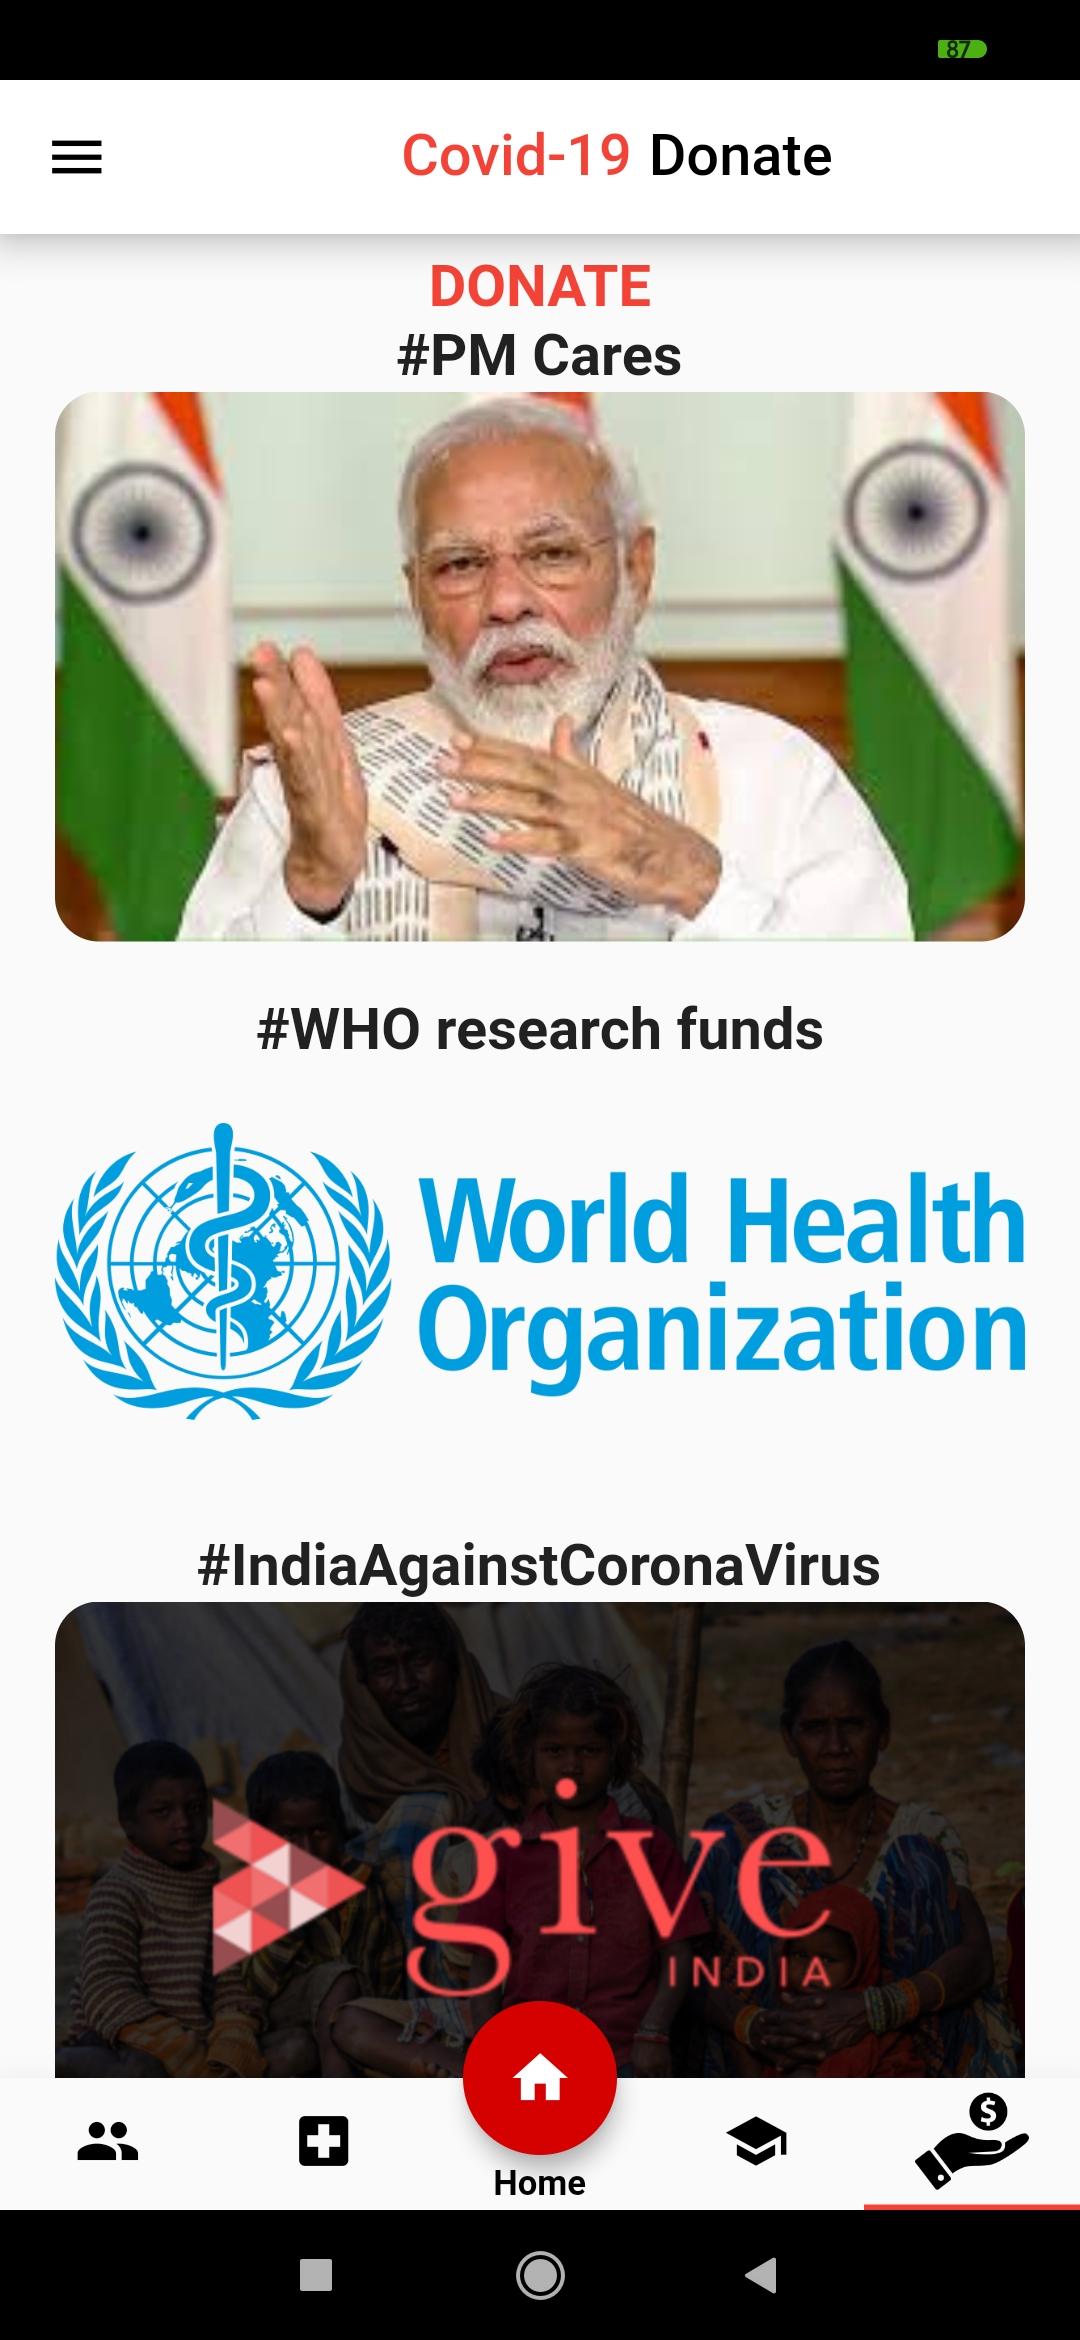 87
Covid-19 Donate
DONATE
#PM Cares
#WHO research funds
World Health
Organization
#IndiaAgainstCoronaVirus
give
INDIA
$
Home